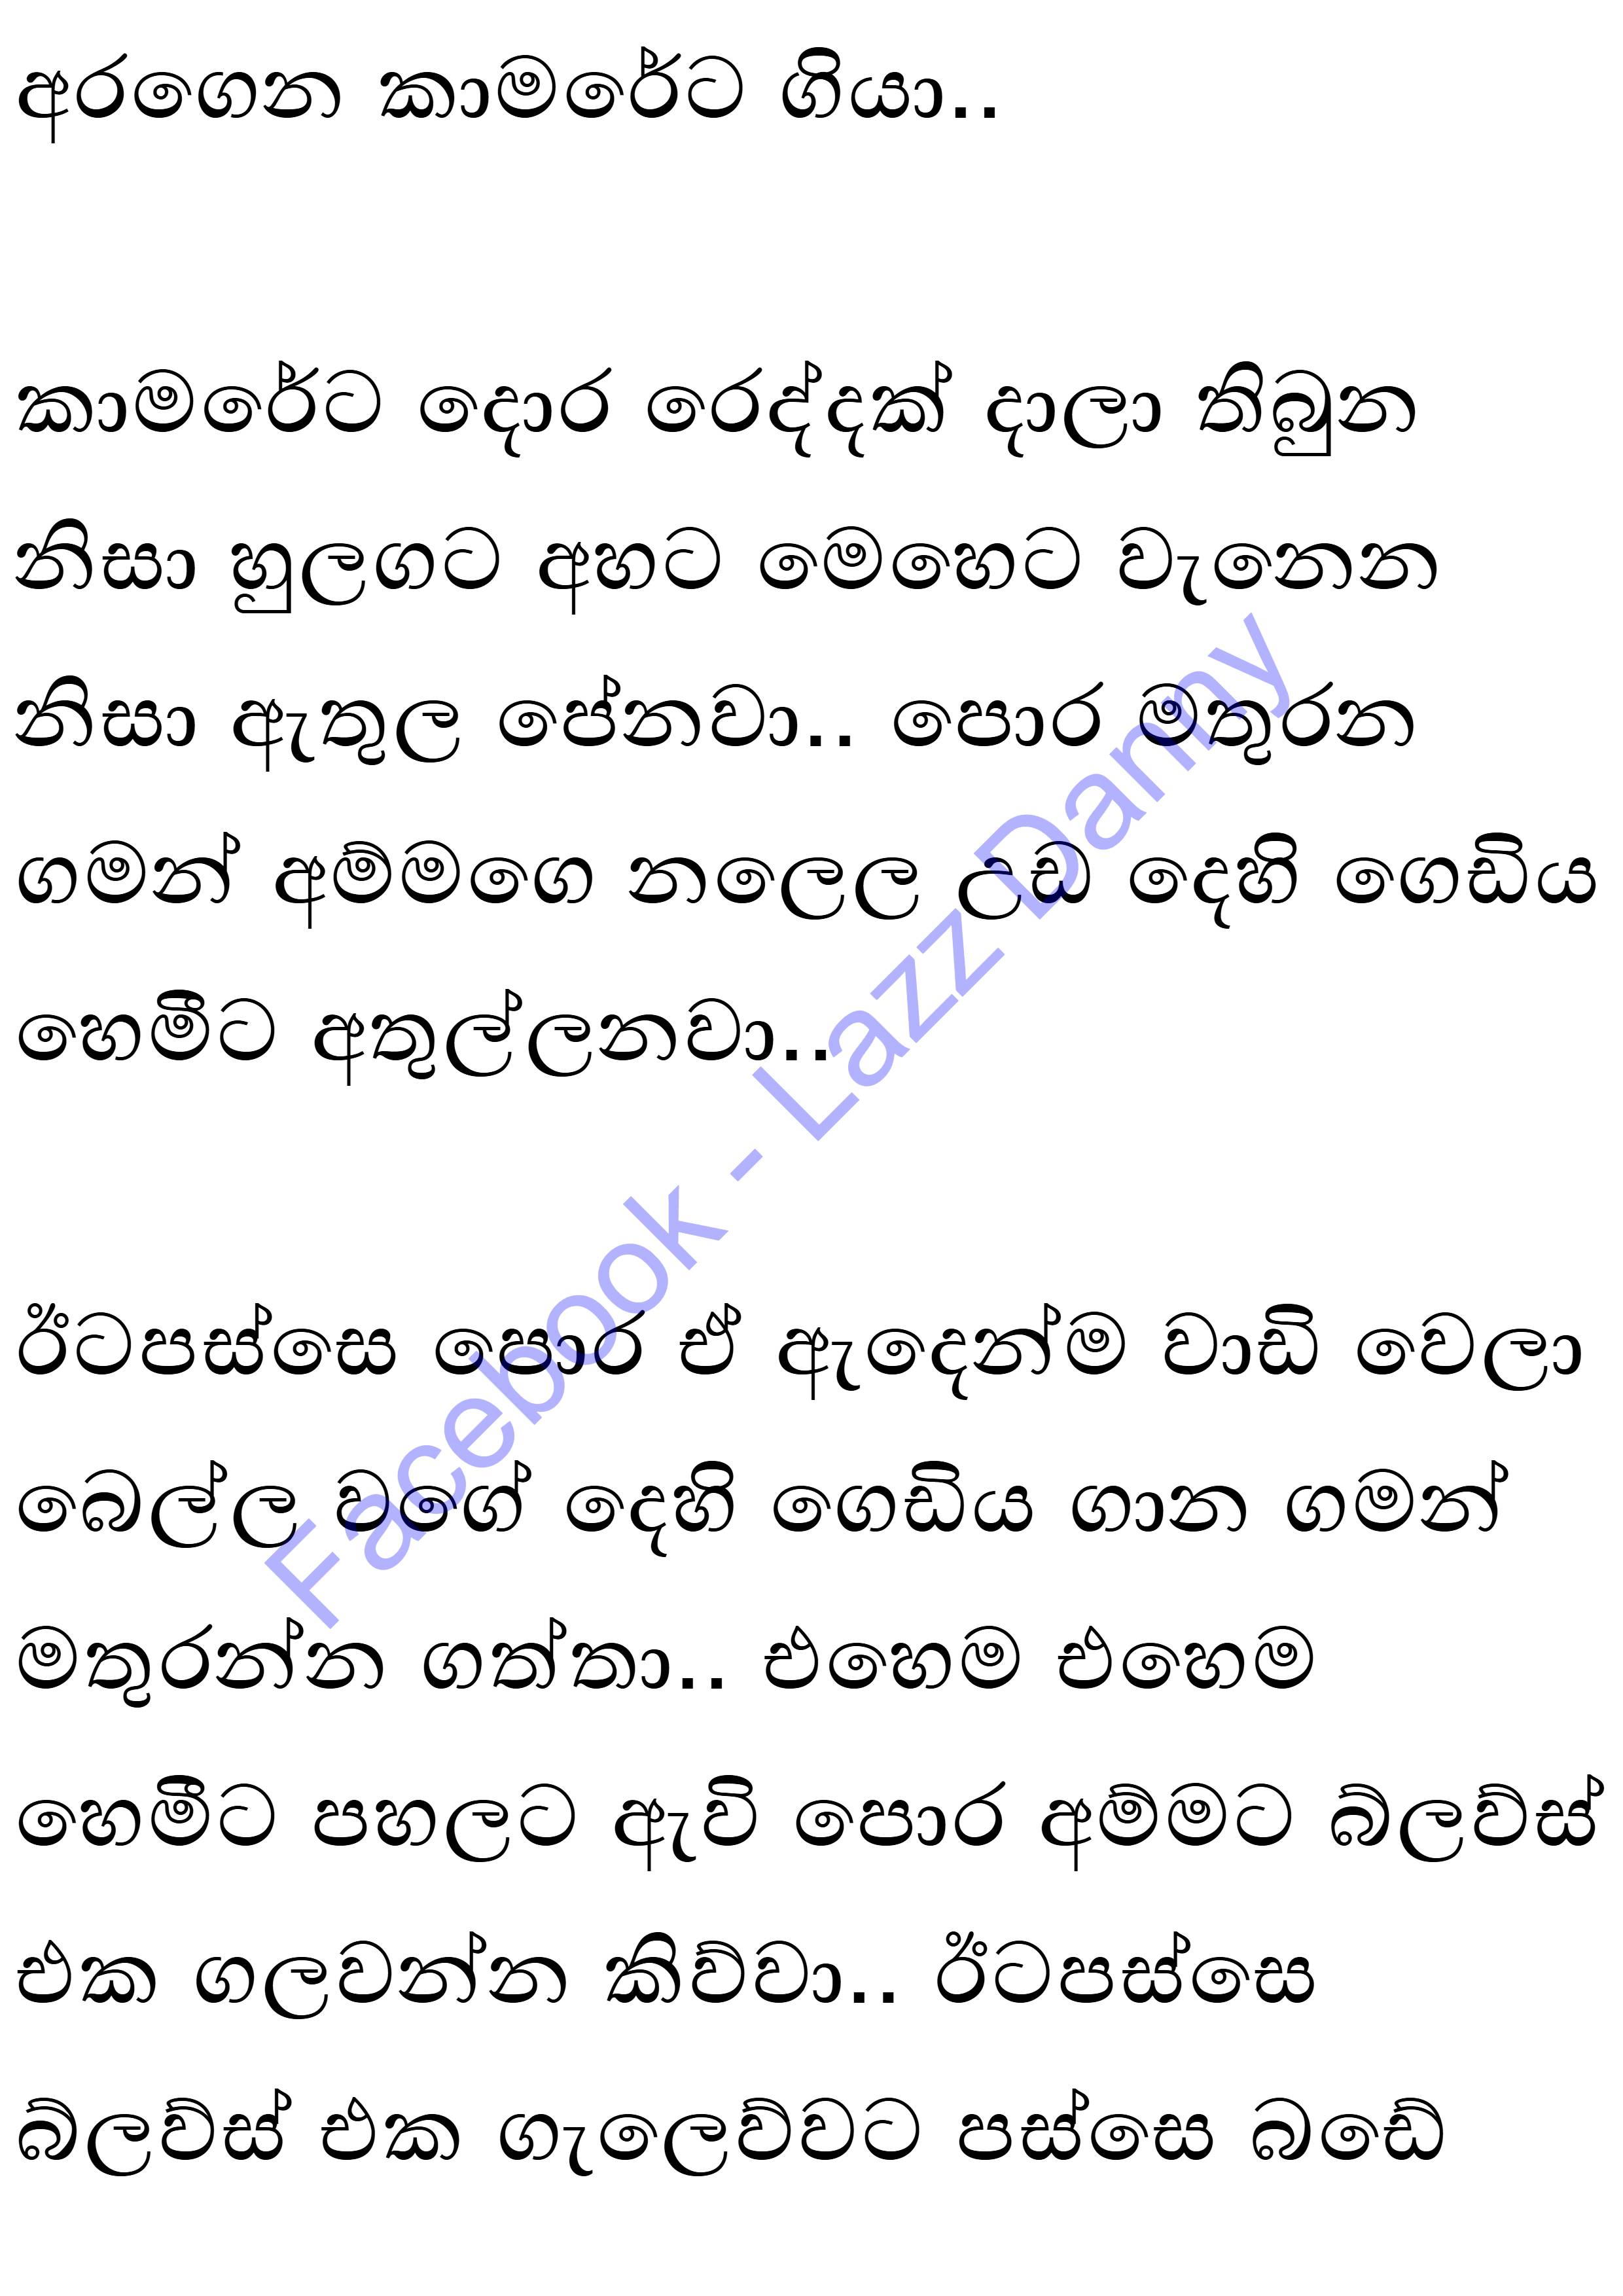 අරගෙන කාමරේට ගියා..
කාමරේට දොර රෙද්දක් දාලා තිබුන
නිසා හුලගට අහට මෙහෙට වැනෙන
නිසා ඇතුල පේනවා.. පොර මතුරන
ගමන් අම්මගෙ නලෙල උඩ දෙහි ගෙඩිය
හෙමීට අතුල්ලනවා..
ඊටපස්සෙ පොර ඒ ඇදෙන්ම වාඩි වෙලා
බෙල්ල වගේ දෙහි ගෙඩිය ගාන ගමන්
මතුරන්න ගත්තා.. එහෙම එහෙම
හෙමීට පහලට ඇවි පොර අම්මට බ්ලව්ස්
එක ගලවන්න කිව්වා.. ඊටපස්සෙ
බ්ලව්ස් එක ගැලෙව්වට පස්සෙ බඩේ
Facebook - Lazz Danny